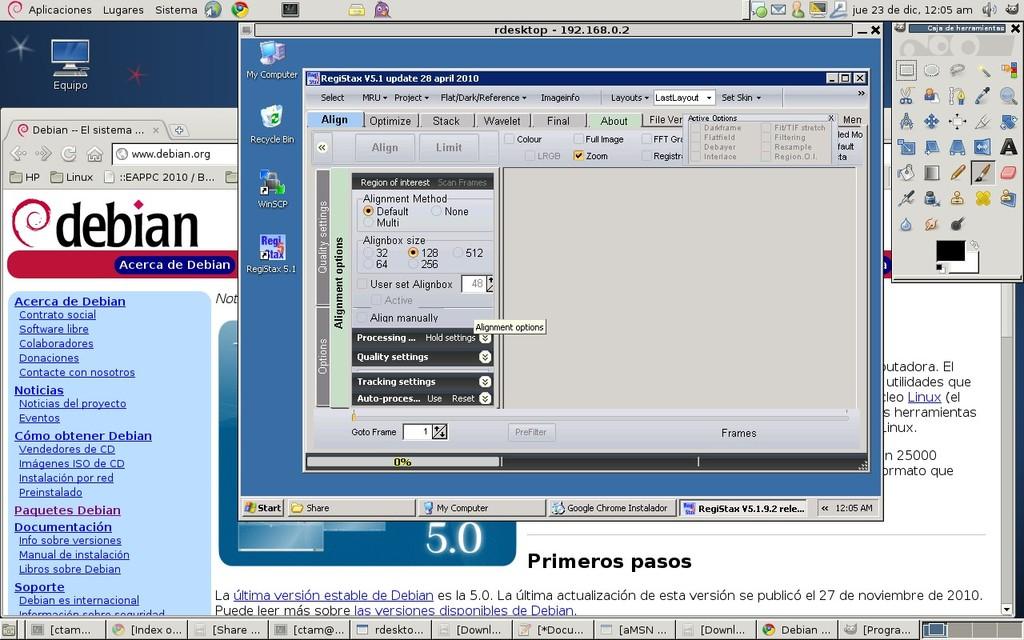 Aplicaciones Lugares Sistema
jue 23 de dic, 12:05 am
Equipo
rdesktop - 192.168.0.2
Caja de herramientas
Debian -- El sistema ...
www.debian.org
HP Linux ::EAPPC 2010 / B...
debian
Acerca de Debian
Acerca de Debian
Contrato social
Software libre
Colaboradores
Donaciones
Contacte con nosotros
Noticias
Noticias del proyecto
Eventos
Cómo obtener Debian
Vendedores de CD
Imágenes ISO de CD
Instalación por red
Preinstalado
Paquetes Debian
Documentación
Info sobre versiones
Manual de instalación
Libros sobre Debian
Soporte
Debian es internacional
Información sobre seguridad
Not
My Computer
Recycle Bin
WinSCP
RegiStax 5.1
RegiStax V5.1 update 28 april 2010
Select MRU Project Flat/Dark/Reference Imageinfo Layouts LastLayout Set Skin
Align Optimize Stack Wavelet Final About File Ver Men
Active Options
Darkframe
Flatfield
Debayer
Interlace
Fit/TIF stretch
Filtering
Resample
Region.O.I.
Align Limit
Colour Full Image FFT Gra
LRGB Zoom Registr
Quality settings
Alignment options
Options
Region of interest Scan Frames
Alignment Method
Default None
Multi
Alignbox size
32 128 512
64 256
User set Alignbox 48
Active
Align manually
Alignment options
Processing ... Hold settings
Quality settings
Tracking settings
Auto-proces... Use Reset
Goto Frame 1 PreFilter Frames
0%
Start Share My Computer Google Chrome Instalador RegiStax V5.1.9.2 rele... 12:05 AM
putadora. El
utilidades que
leo Linux (el
s herramientas
Linux.
n 25000
ormato que
5.0
Primeros pasos
La última versión estable de Debian es la 5.0. La última actualización de esta versión se publicó el 27 de noviembre de 2010.
Puede leer más sobre las versiones disponibles de Debian.
[ctam... [Index o... [Share ... [ctam@... rdeskto... [Downl... [*Docu... [aMSN ... [Downl... Debian ... [Progra...